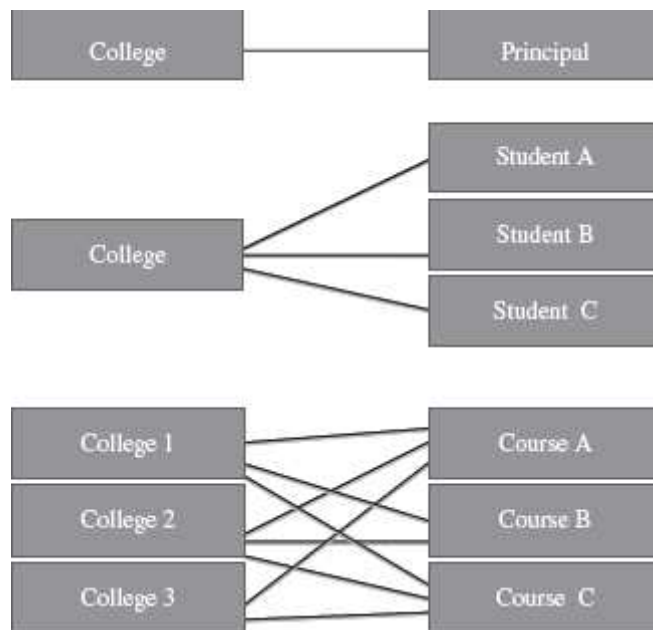 College
Principal
Student A
Student B
College
Student C
College 1
Course A
College 2
Course B
College 3
Course C